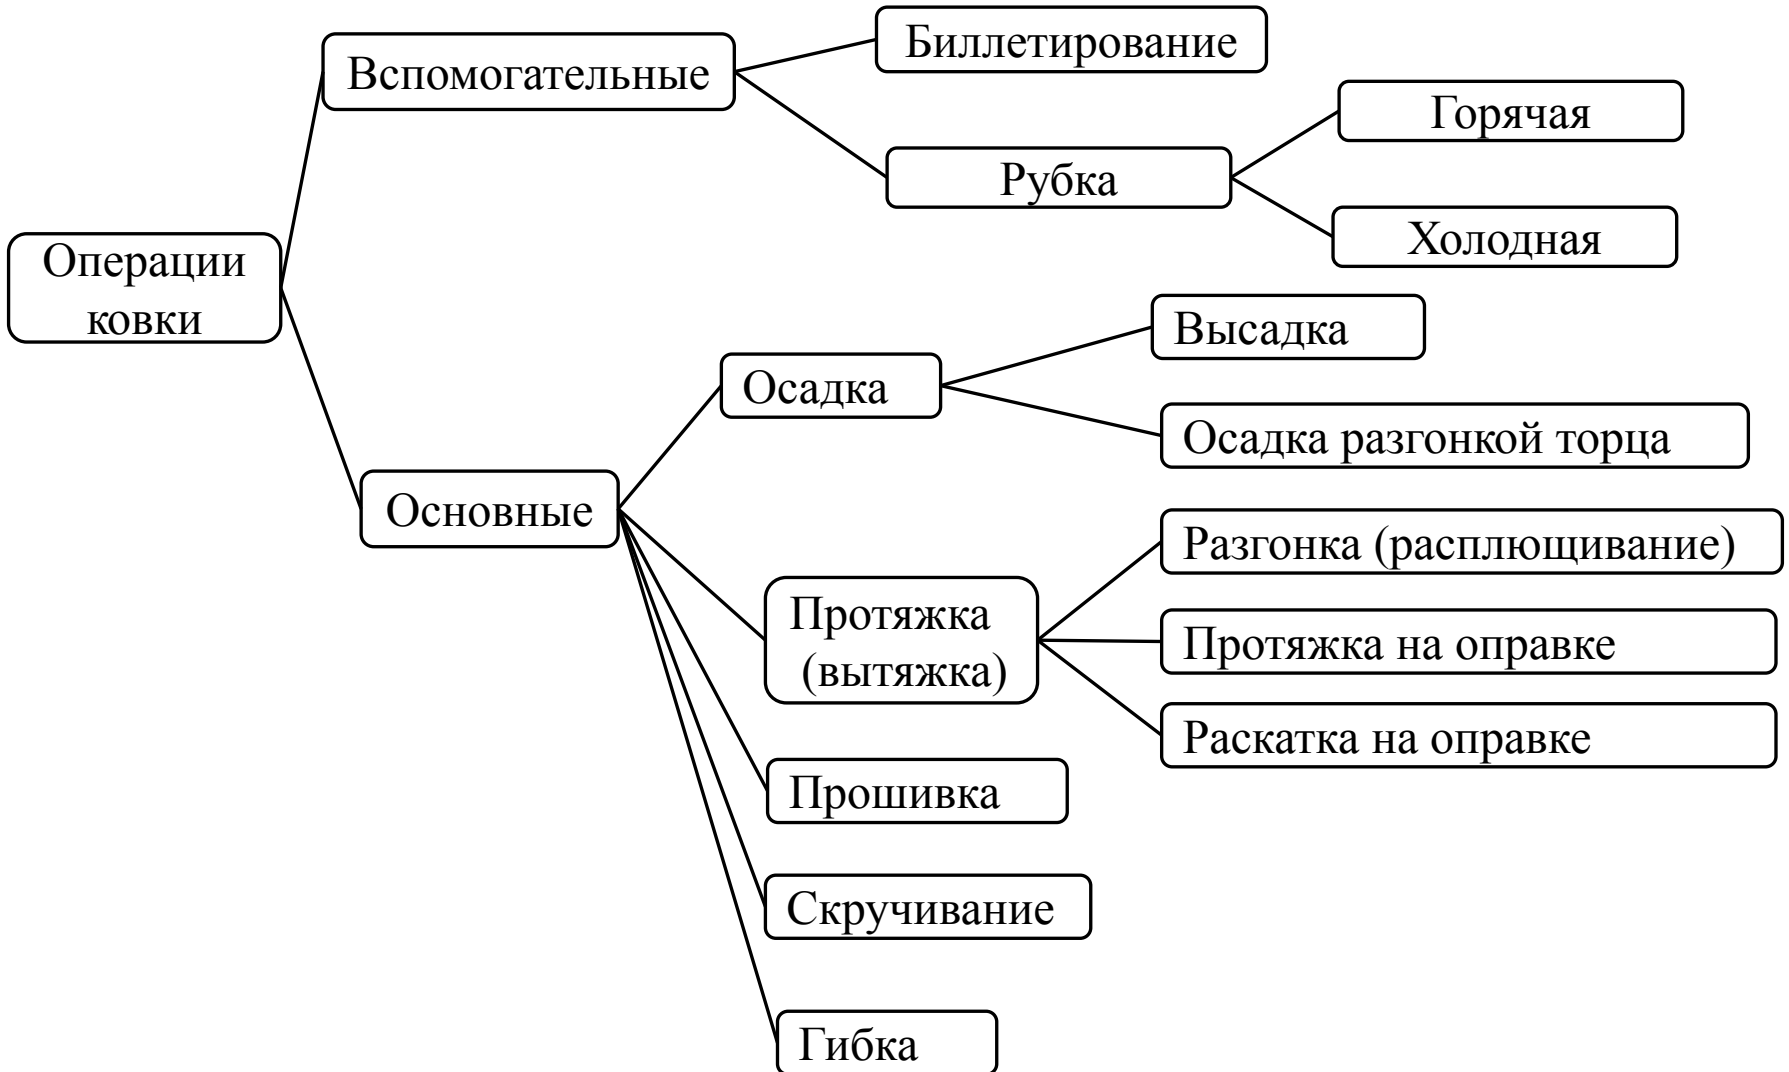 Биллетирование
Вспомогательные
Горячая
Рубка
Холодная
Операции
ковки
Высадка
Осадка
Осадка разгонкой торца
Основные
Разгонка (расплющивание)
Протяжка
(вытяжка)
Протяжка на оправке
Раскатка на оправке
Прошивка
Скручивание
Гибка